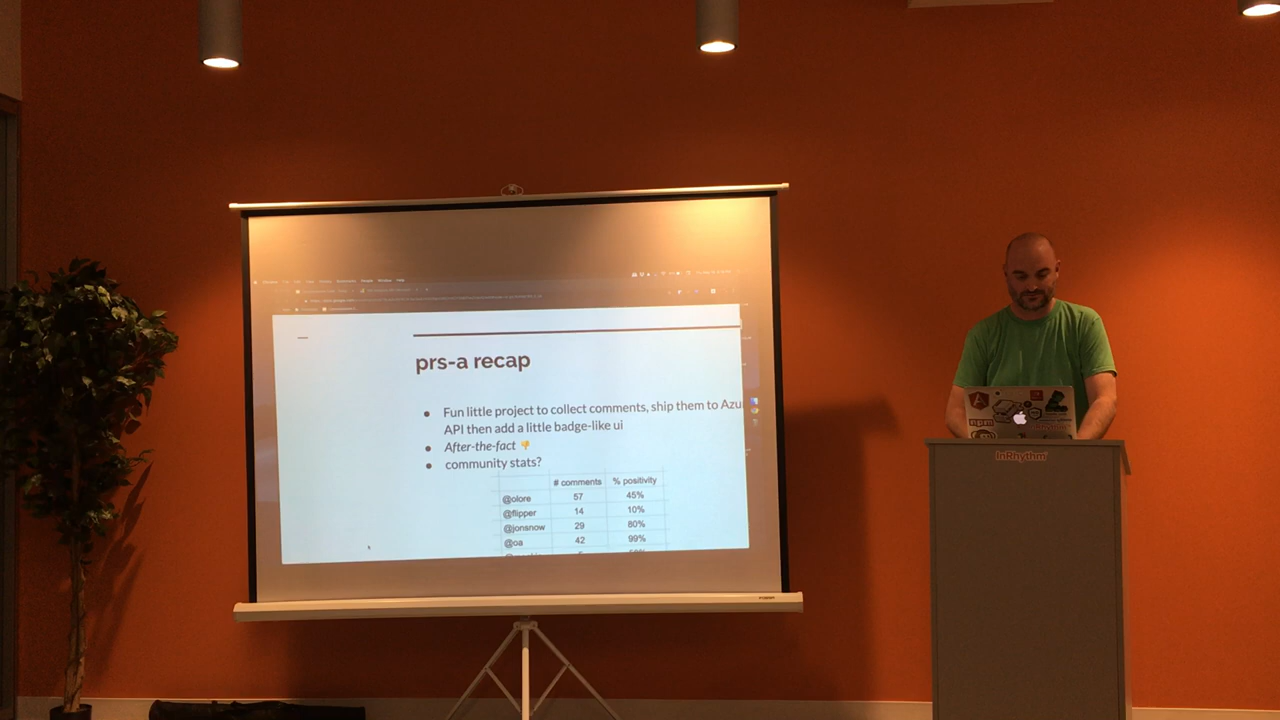 prs-a recap
Fun little project to collect comments, ship them to Azu
API then add a little badge-like ui
After-the-fact 👎
community stats?
# comments % positivity
@olore 57 45%
@flipper 14 10%
@jonsnow 29 80%
@oa 42 99%
npm
InRhythm